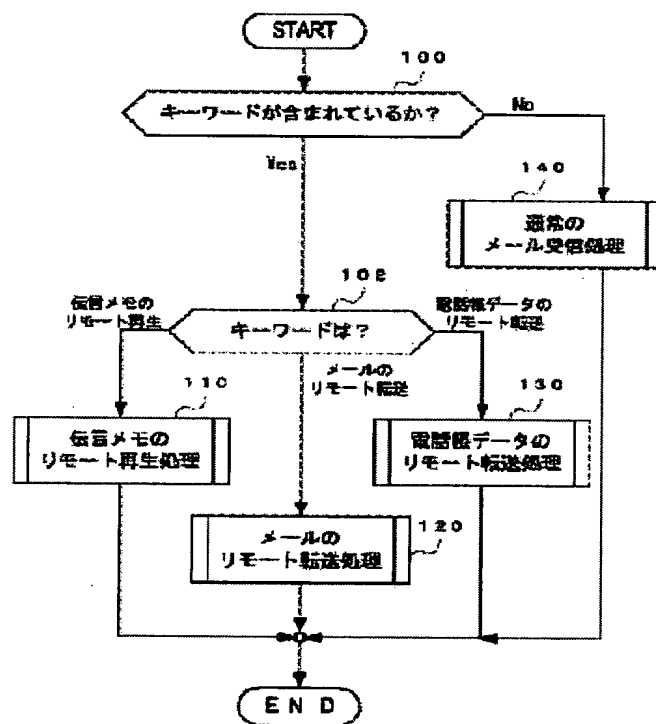 START
100
キーワードが含まれているか?
No
Yes
140
通常の
メール受信処理
102
伝言メモの
リモート再生
キーワードは?
電話帳データの
リモート転送
メールの
リモート転送
110
130
伝言メモの
リモート再生処理
電話帳データの
リモート転送処理
メールの
リモート転送処理
120
END